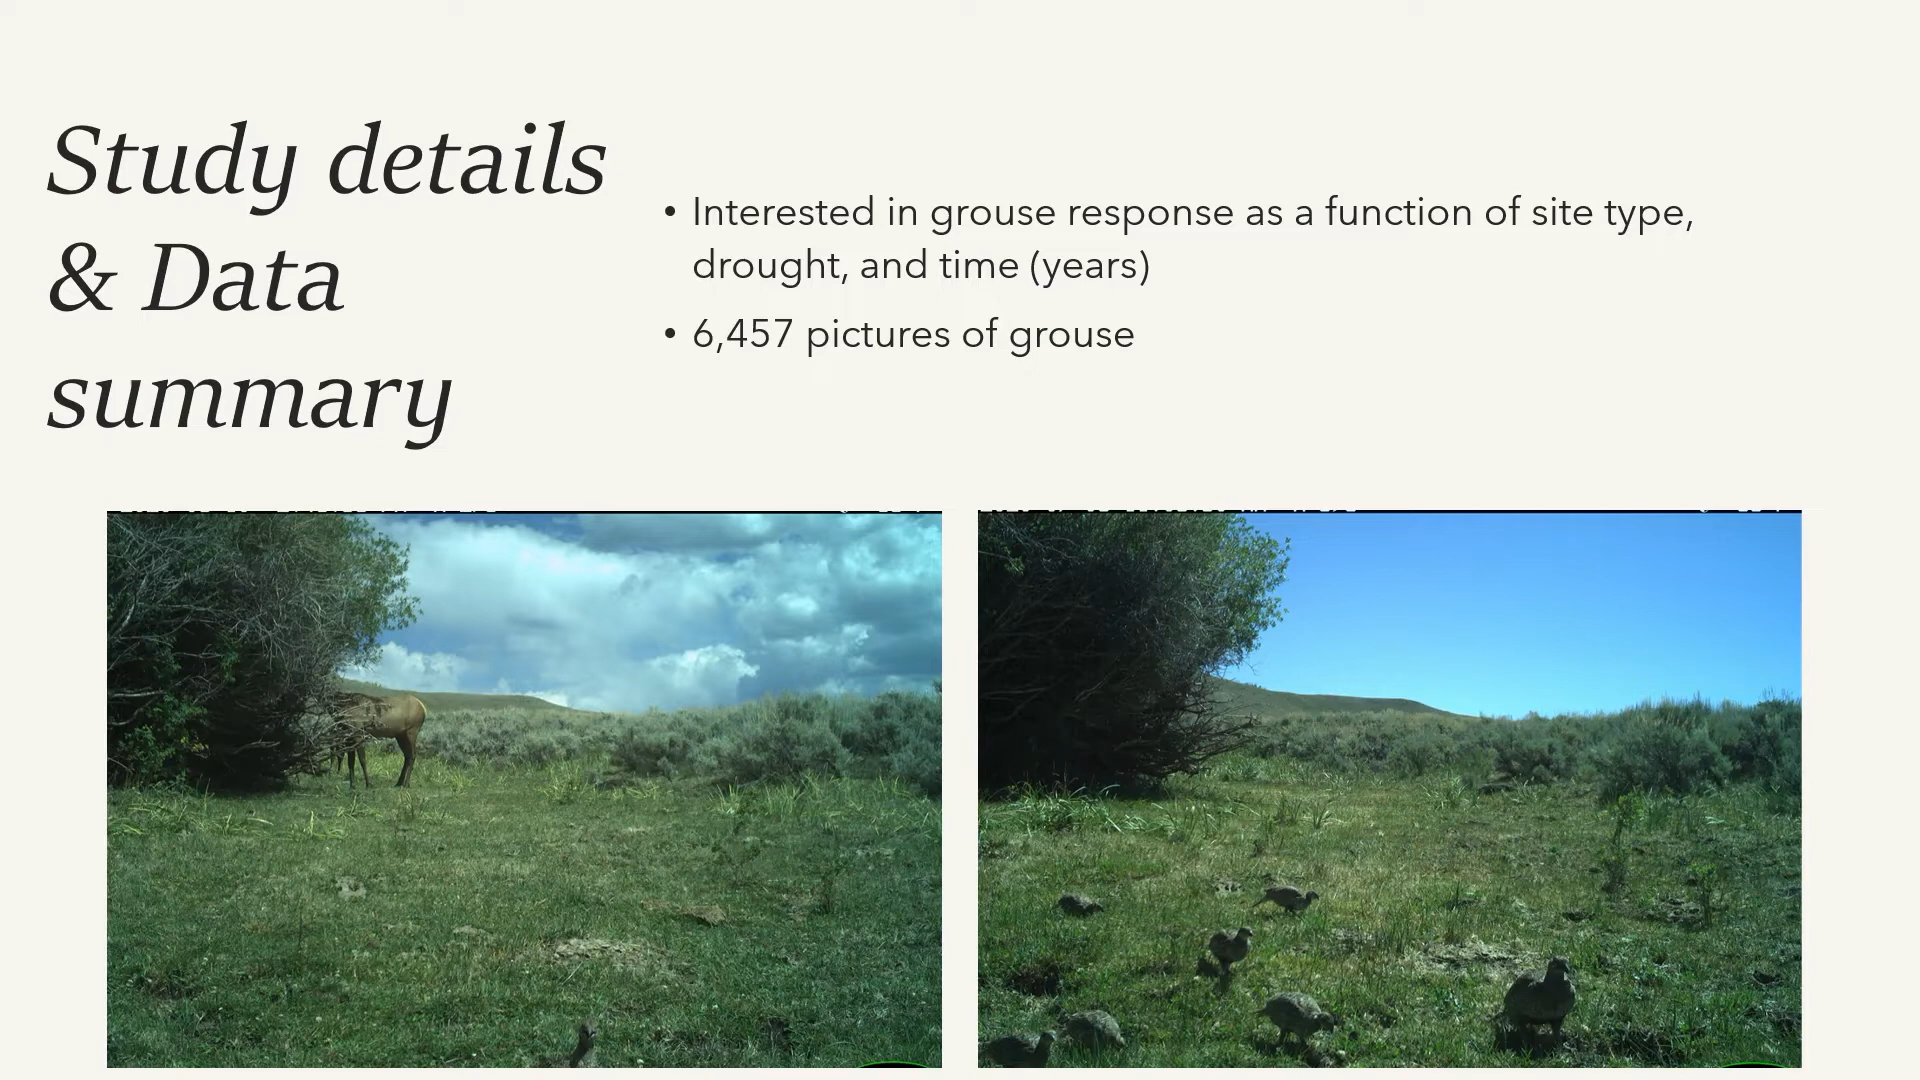 Study details
& Data
summary
• Interested in grouse response as a function of site type,
drought, and time (years)
• 6,457 pictures of grouse